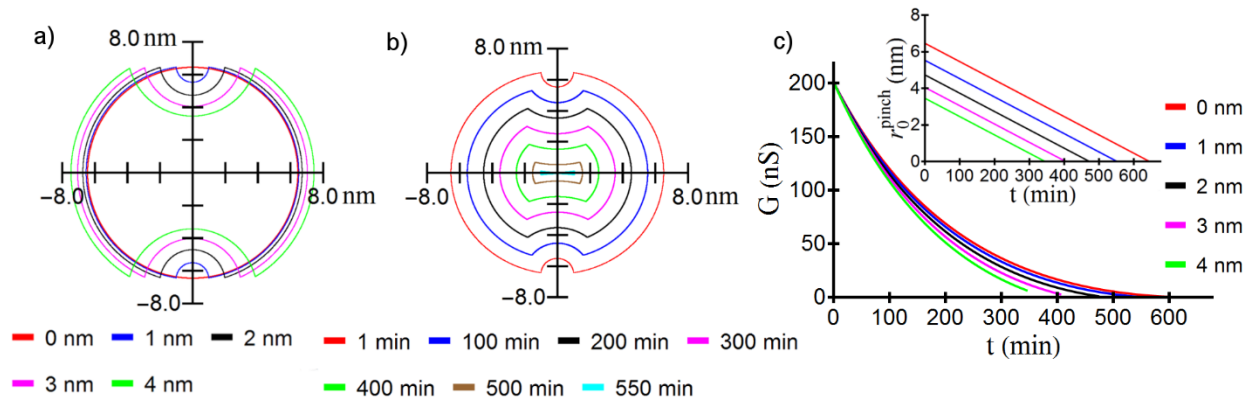 a)
8.0 nm
−8.0
8.0 nm
−8.0
0 nm
1 nm
2 nm
3 nm
4 nm
b)
8.0 nm
−8.0
8.0 nm
−8.0
1 min
100 min
200 min
300 min
400 min
500 min
550 min
c)
G (nS)
200
150
100
50
0
0 100 200 300 400 500 600
t (min)
r₀^pinch (nm)
8
6
4
2
0
0 100 200 300 400 500 600
t (min)
0 nm
1 nm
2 nm
3 nm
4 nm